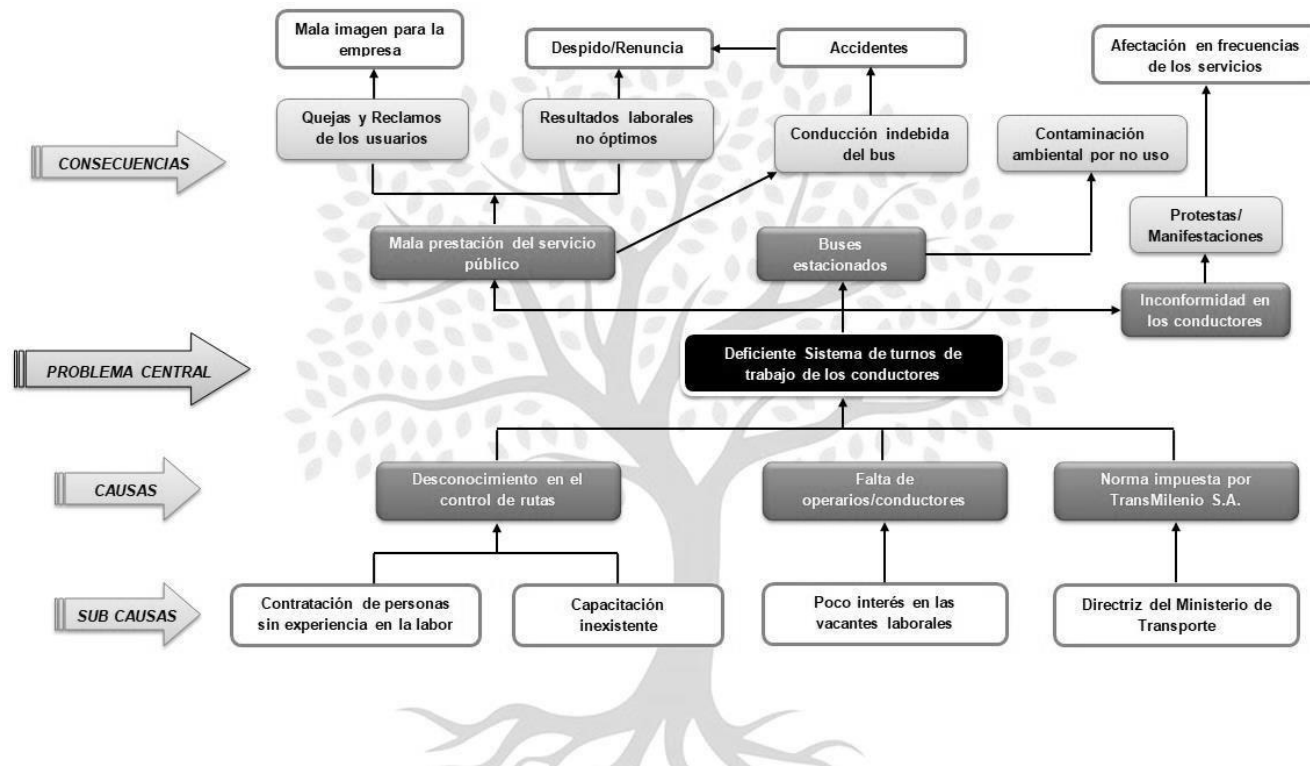 Mala imagen para la
empresa
Despido/Renuncia
Accidentes
Afectación en frecuencias
de los servicios
Quejas y Reclamos
de los usuarios
Resultados laborales
no óptimos
Conducción indebida
del bus
Contaminación
ambiental por no uso
CONSECUENCIAS
Protestas/
Manifestaciones
Mala prestación del servicio
público
Buses
estacionados
Inconformidad en
los conductores
PROBLEMA CENTRAL
Deficiente Sistema de turnos de
trabajo de los conductores
CAUSAS
Desconocimiento en el
control de rutas
Falta de
operarios/conductores
Norma impuesta por
TransMilenio S.A.
SUB CAUSAS
Contratación de personas
sin experiencia en la labor
Capacitación
inexistente
Poco interés en las
vacantes laborales
Directriz del Ministerio de
Transporte